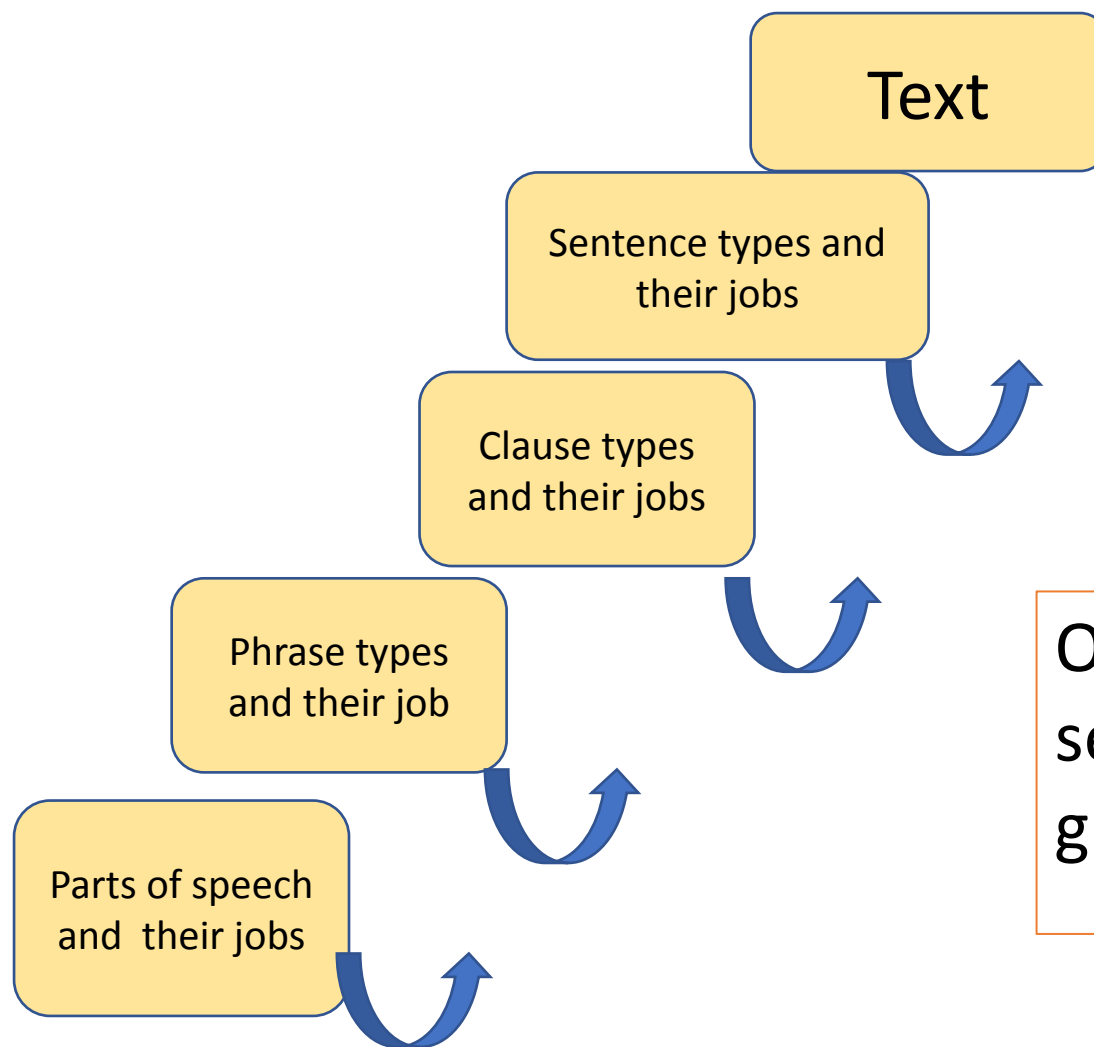 Text
Sentence types and
their jobs
Clause types
and their jobs
Phrase types
and their job
Parts of speech
and  their jobs